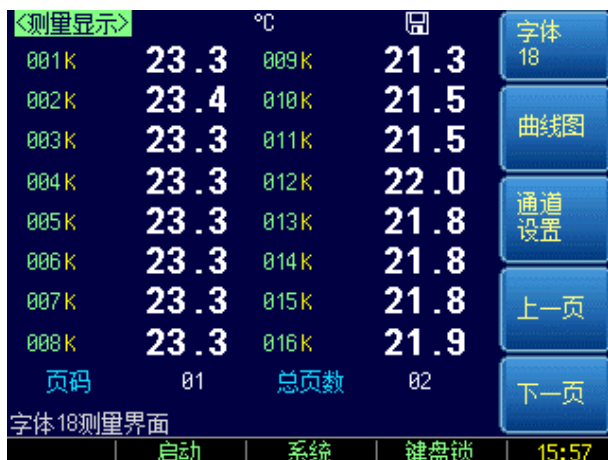 <测量显示> ℃
001K 23.3 009K 21.3
002K 23.4 010K 21.5
003K 23.3 011K 21.5
004K 23.3 012K 22.0
005K 23.3 013K 21.8
006K 23.3 014K 21.8
007K 23.3 015K 21.8
008K 23.3 016K 21.9
页码 01 总页数 02
字体18测量界面
启动 系统 键盘锁 15:57
字体
18
曲线图
通道
设置
上一页
下一页